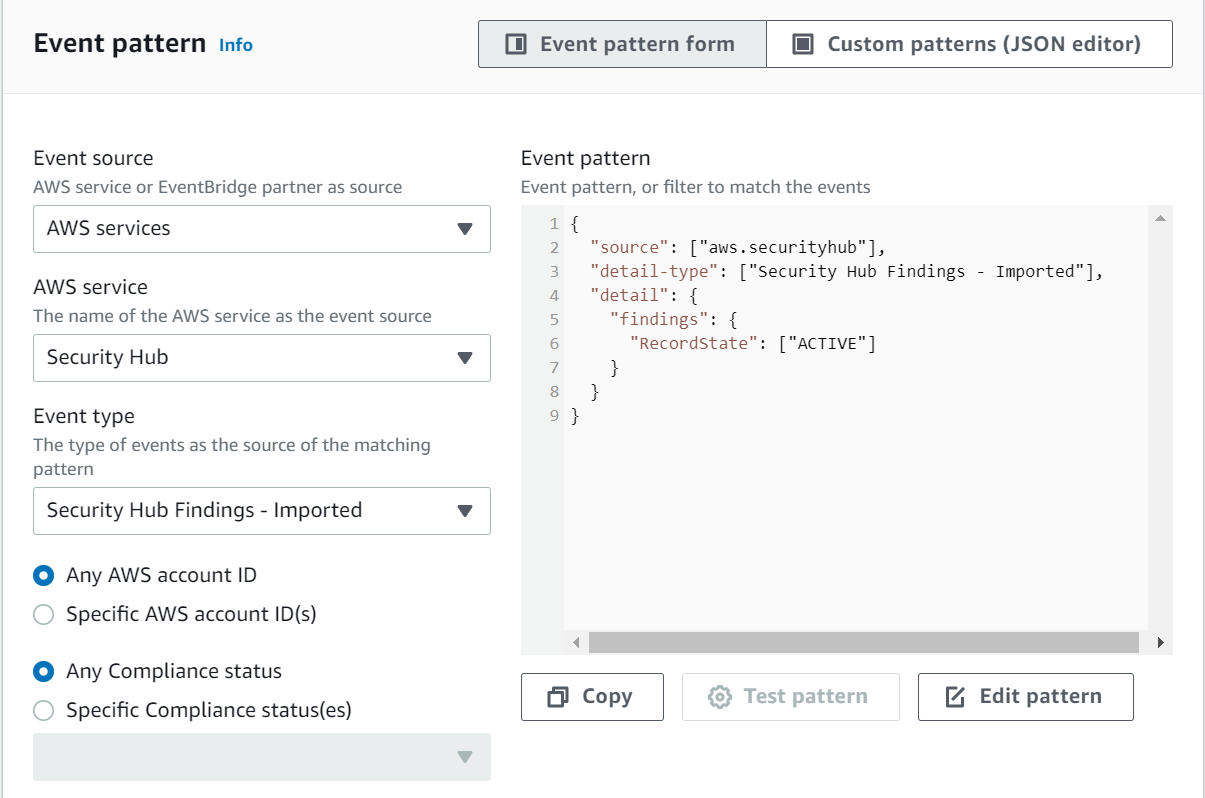 Event pattern Info
Event pattern form
Custom patterns (JSON editor)
Event source
AWS service or EventBridge partner as source
AWS services
AWS service
The name of the AWS service as the event source
Security Hub
Event type
The type of events as the source of the matching
pattern
Security Hub Findings - Imported
Any AWS account ID
Specific AWS account ID(s)
Any Compliance status
Specific Compliance status(es)
Event pattern
Event pattern, or filter to match the events
1 {
2   "source": ["aws.securityhub"],
3   "detail-type": ["Security Hub Findings - Imported"],
4   "detail": {
5     "findings": {
6       "RecordState": ["ACTIVE"]
7     }
8   }
9 }
Copy
Test pattern
Edit pattern